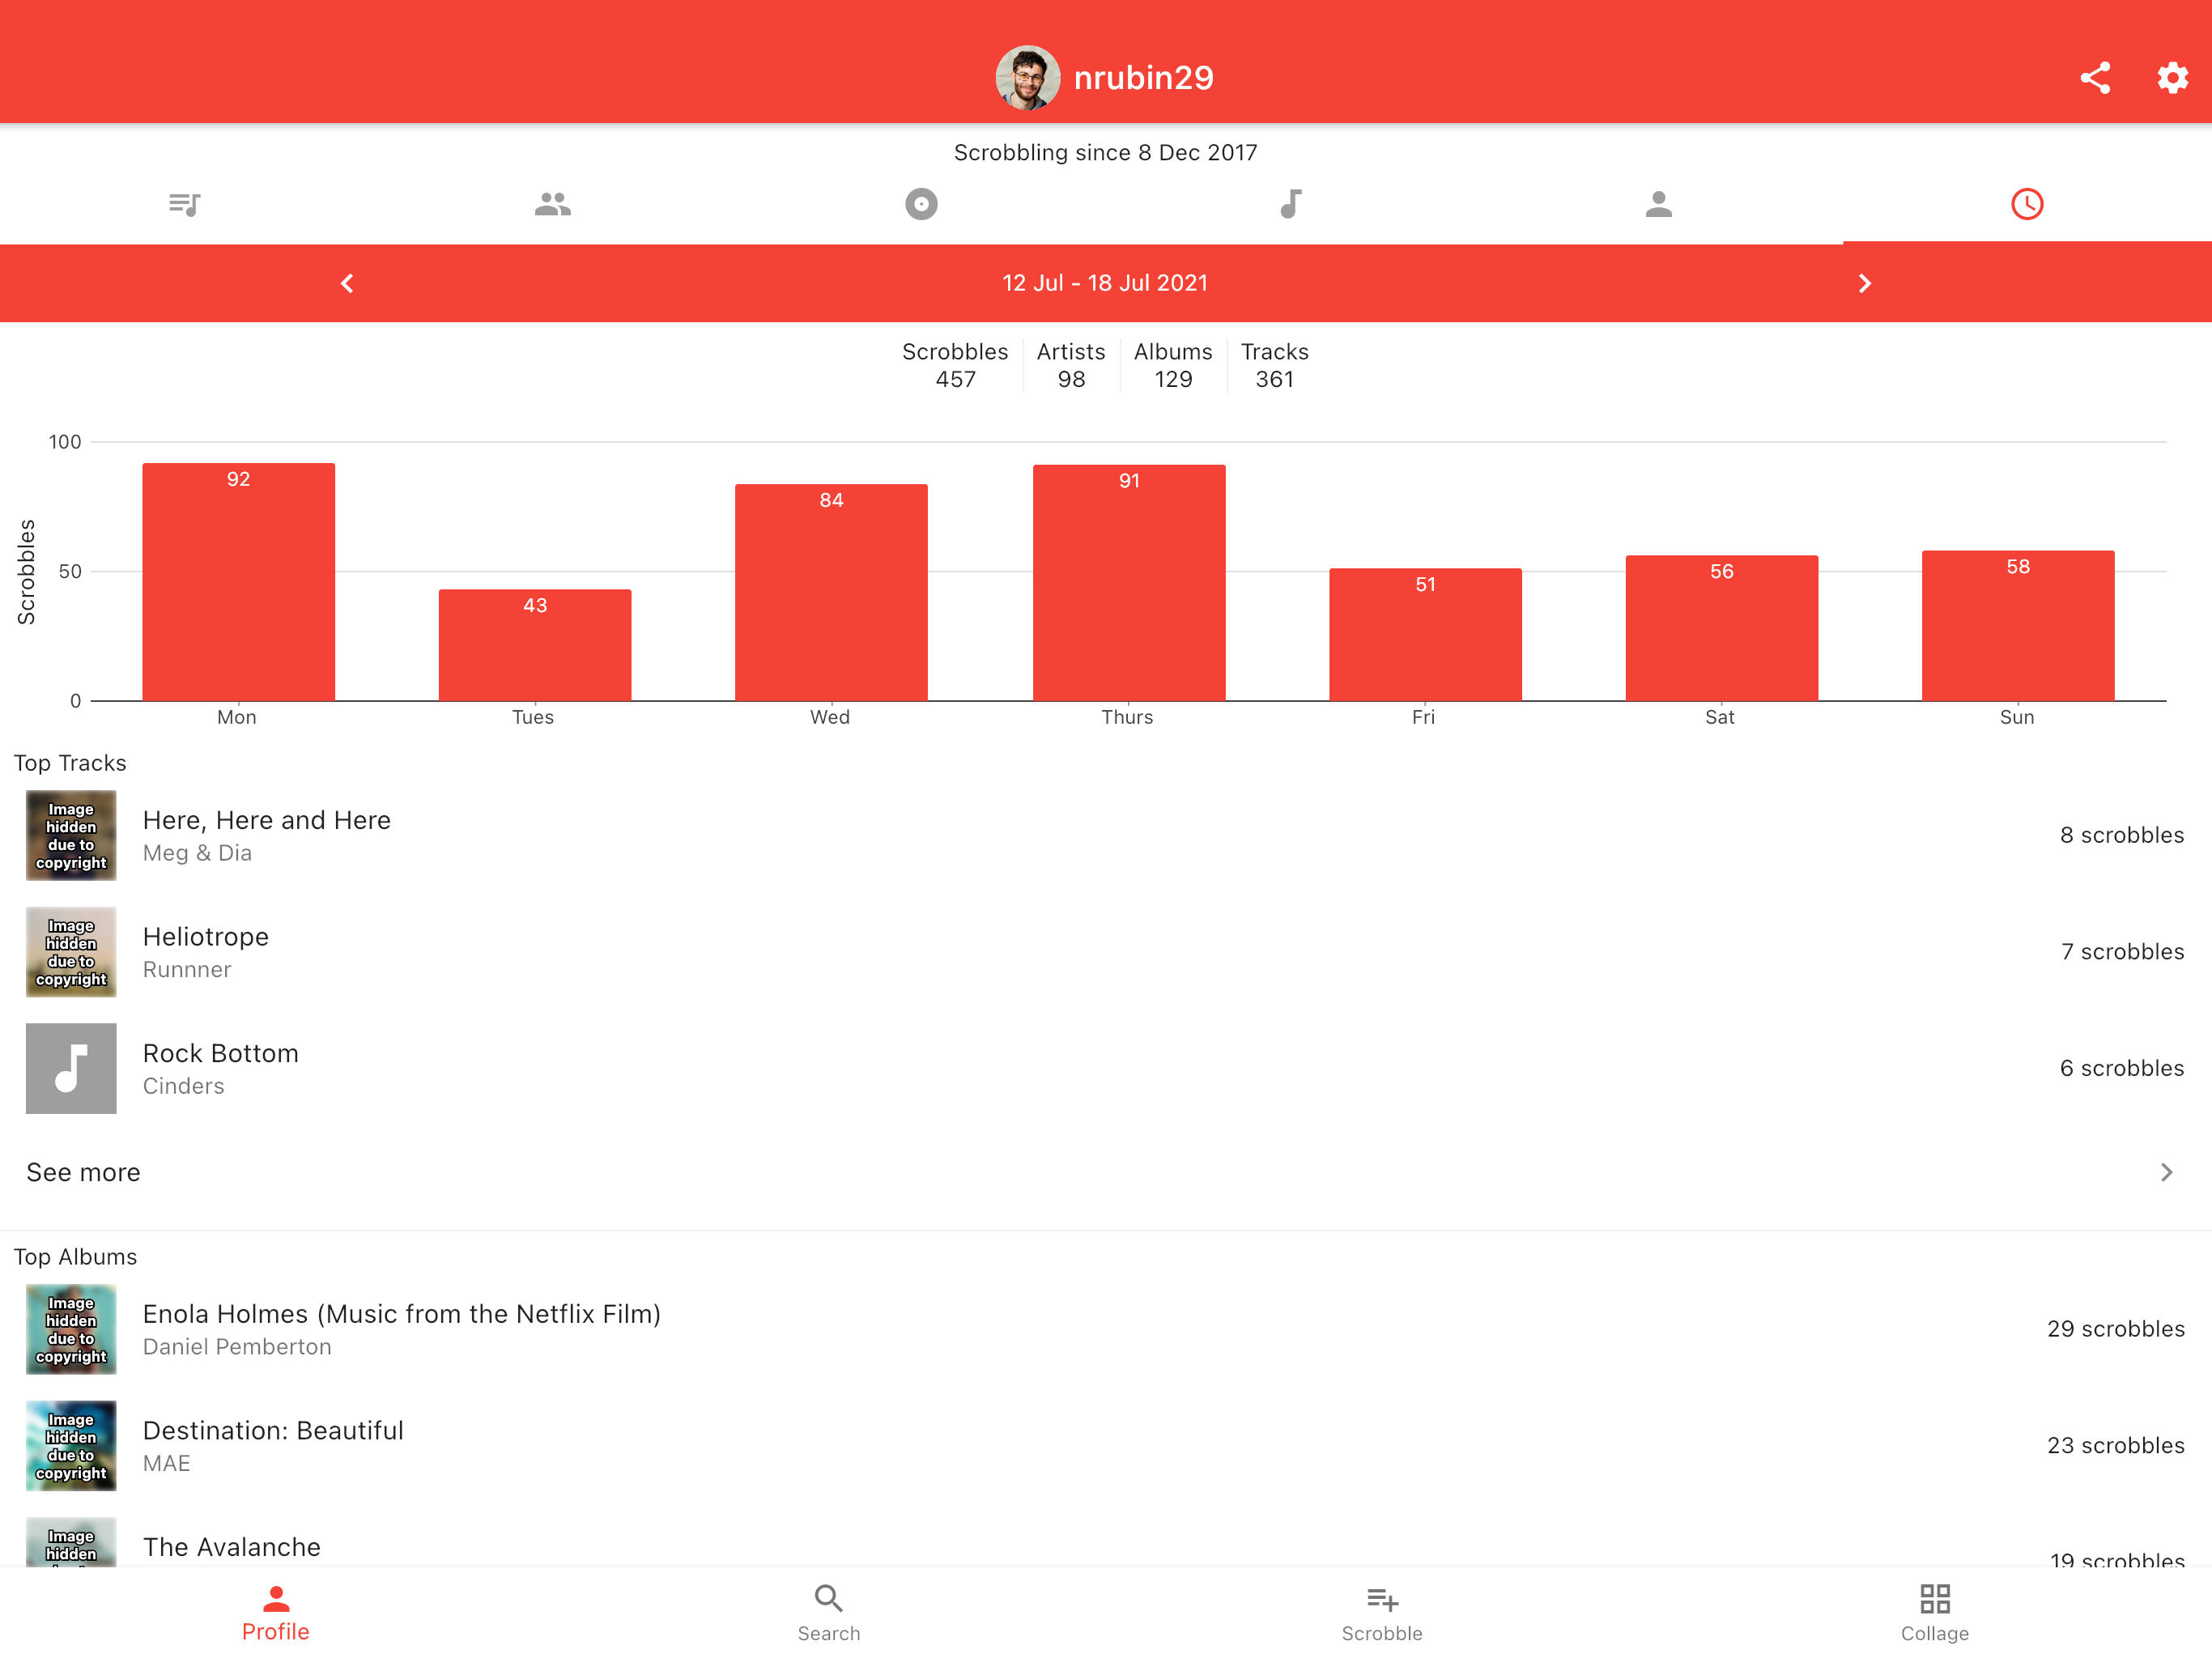 nrubin29
Scrobbling since 8 Dec 2017
12 Jul - 18 Jul 2021
Scrobbles Artists Albums Tracks
457 98 129 361
100
50
0
Scrobbles
92 43 84 91 51 56 58
Mon Tues Wed Thurs Fri Sat Sun
Top Tracks
Image
hidden
due to
copyright
Here, Here and Here
Meg & Dia
8 scrobbles
Image
hidden
due to
copyright
Heliotrope
Runnner
7 scrobbles
Rock Bottom
Cinders
6 scrobbles
See more
Top Albums
Image
hidden
due to
copyright
Enola Holmes (Music from the Netflix Film)
Daniel Pemberton
29 scrobbles
Image
hidden
due to
copyright
Destination: Beautiful
MAE
23 scrobbles
Image
hidden
The Avalanche
19 scrobbles
Profile Search Scrobble Collage